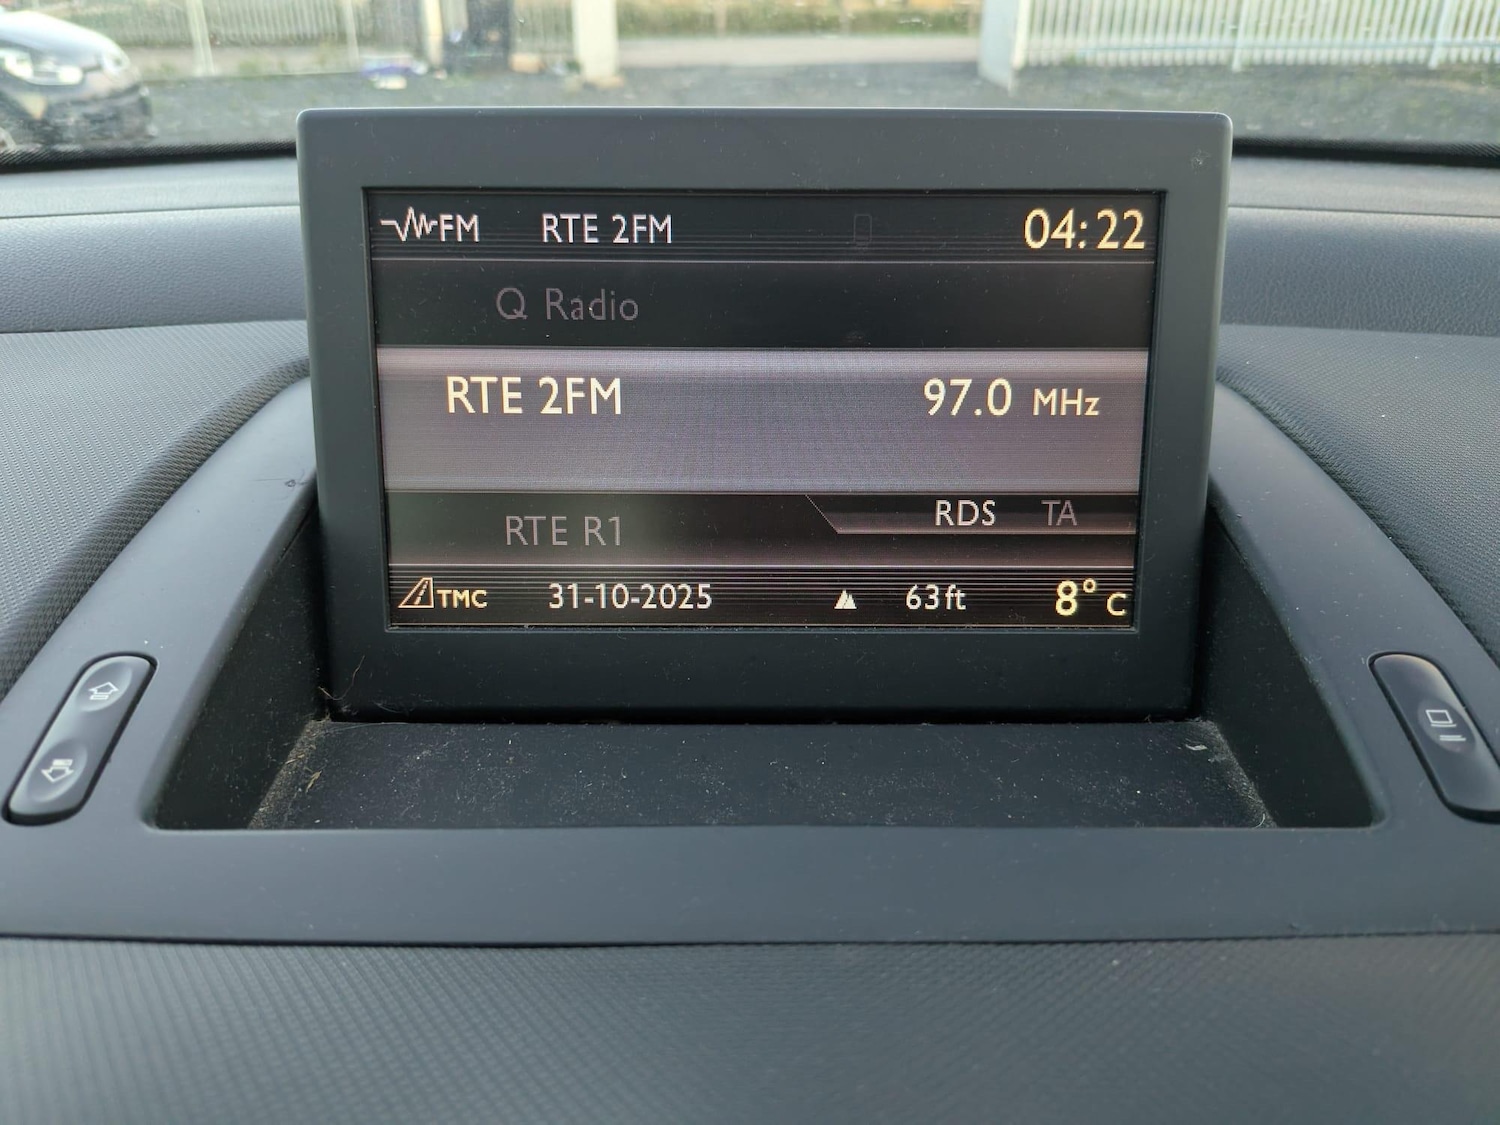 FM RTE 2FM 04:22
Q Radio
RTE 2FM 97.0 MHz
RDS TA
RTE R1
TMC 31-10-2025 63ft 8° C